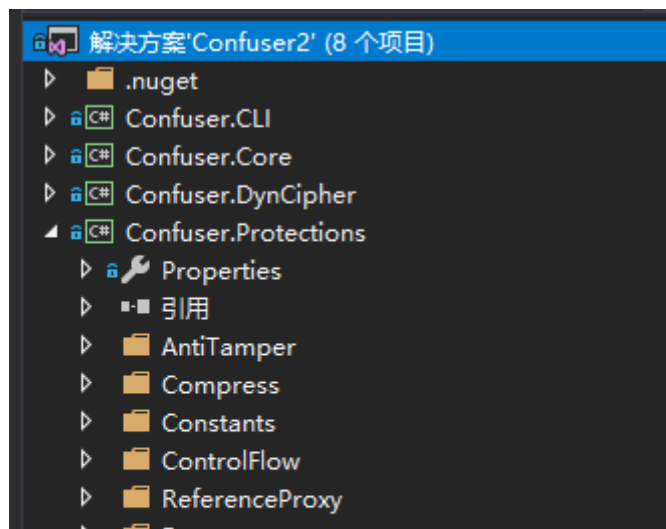 解决方案'Confuser2' (8 个项目)
.nuget
C# Confuser.CLI
C# Confuser.Core
C# Confuser.DynCipher
C# Confuser.Protections
Properties
引用
AntiTamper
Compress
Constants
ControlFlow
ReferenceProxy